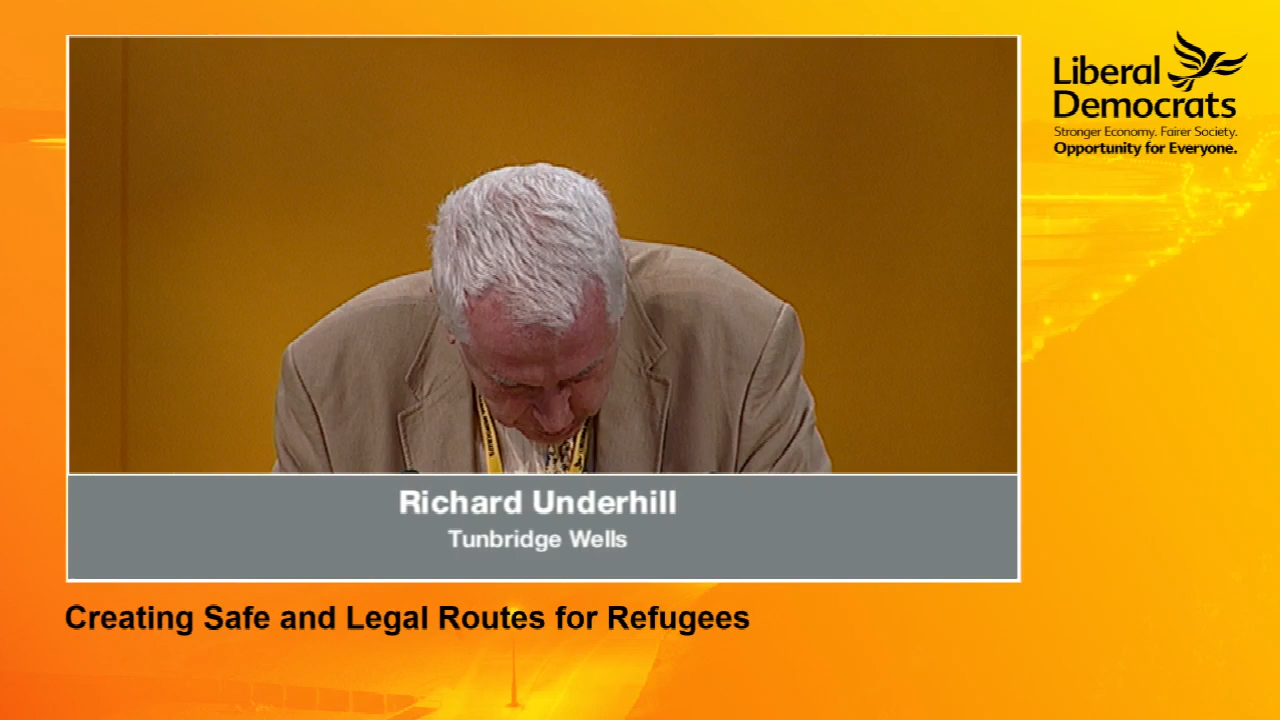 Liberal
Democrats
Stronger Economy. Fairer Society.
Opportunity for Everyone.
Richard Underhill
Tunbridge Wells
Creating Safe and Legal Routes for Refugees